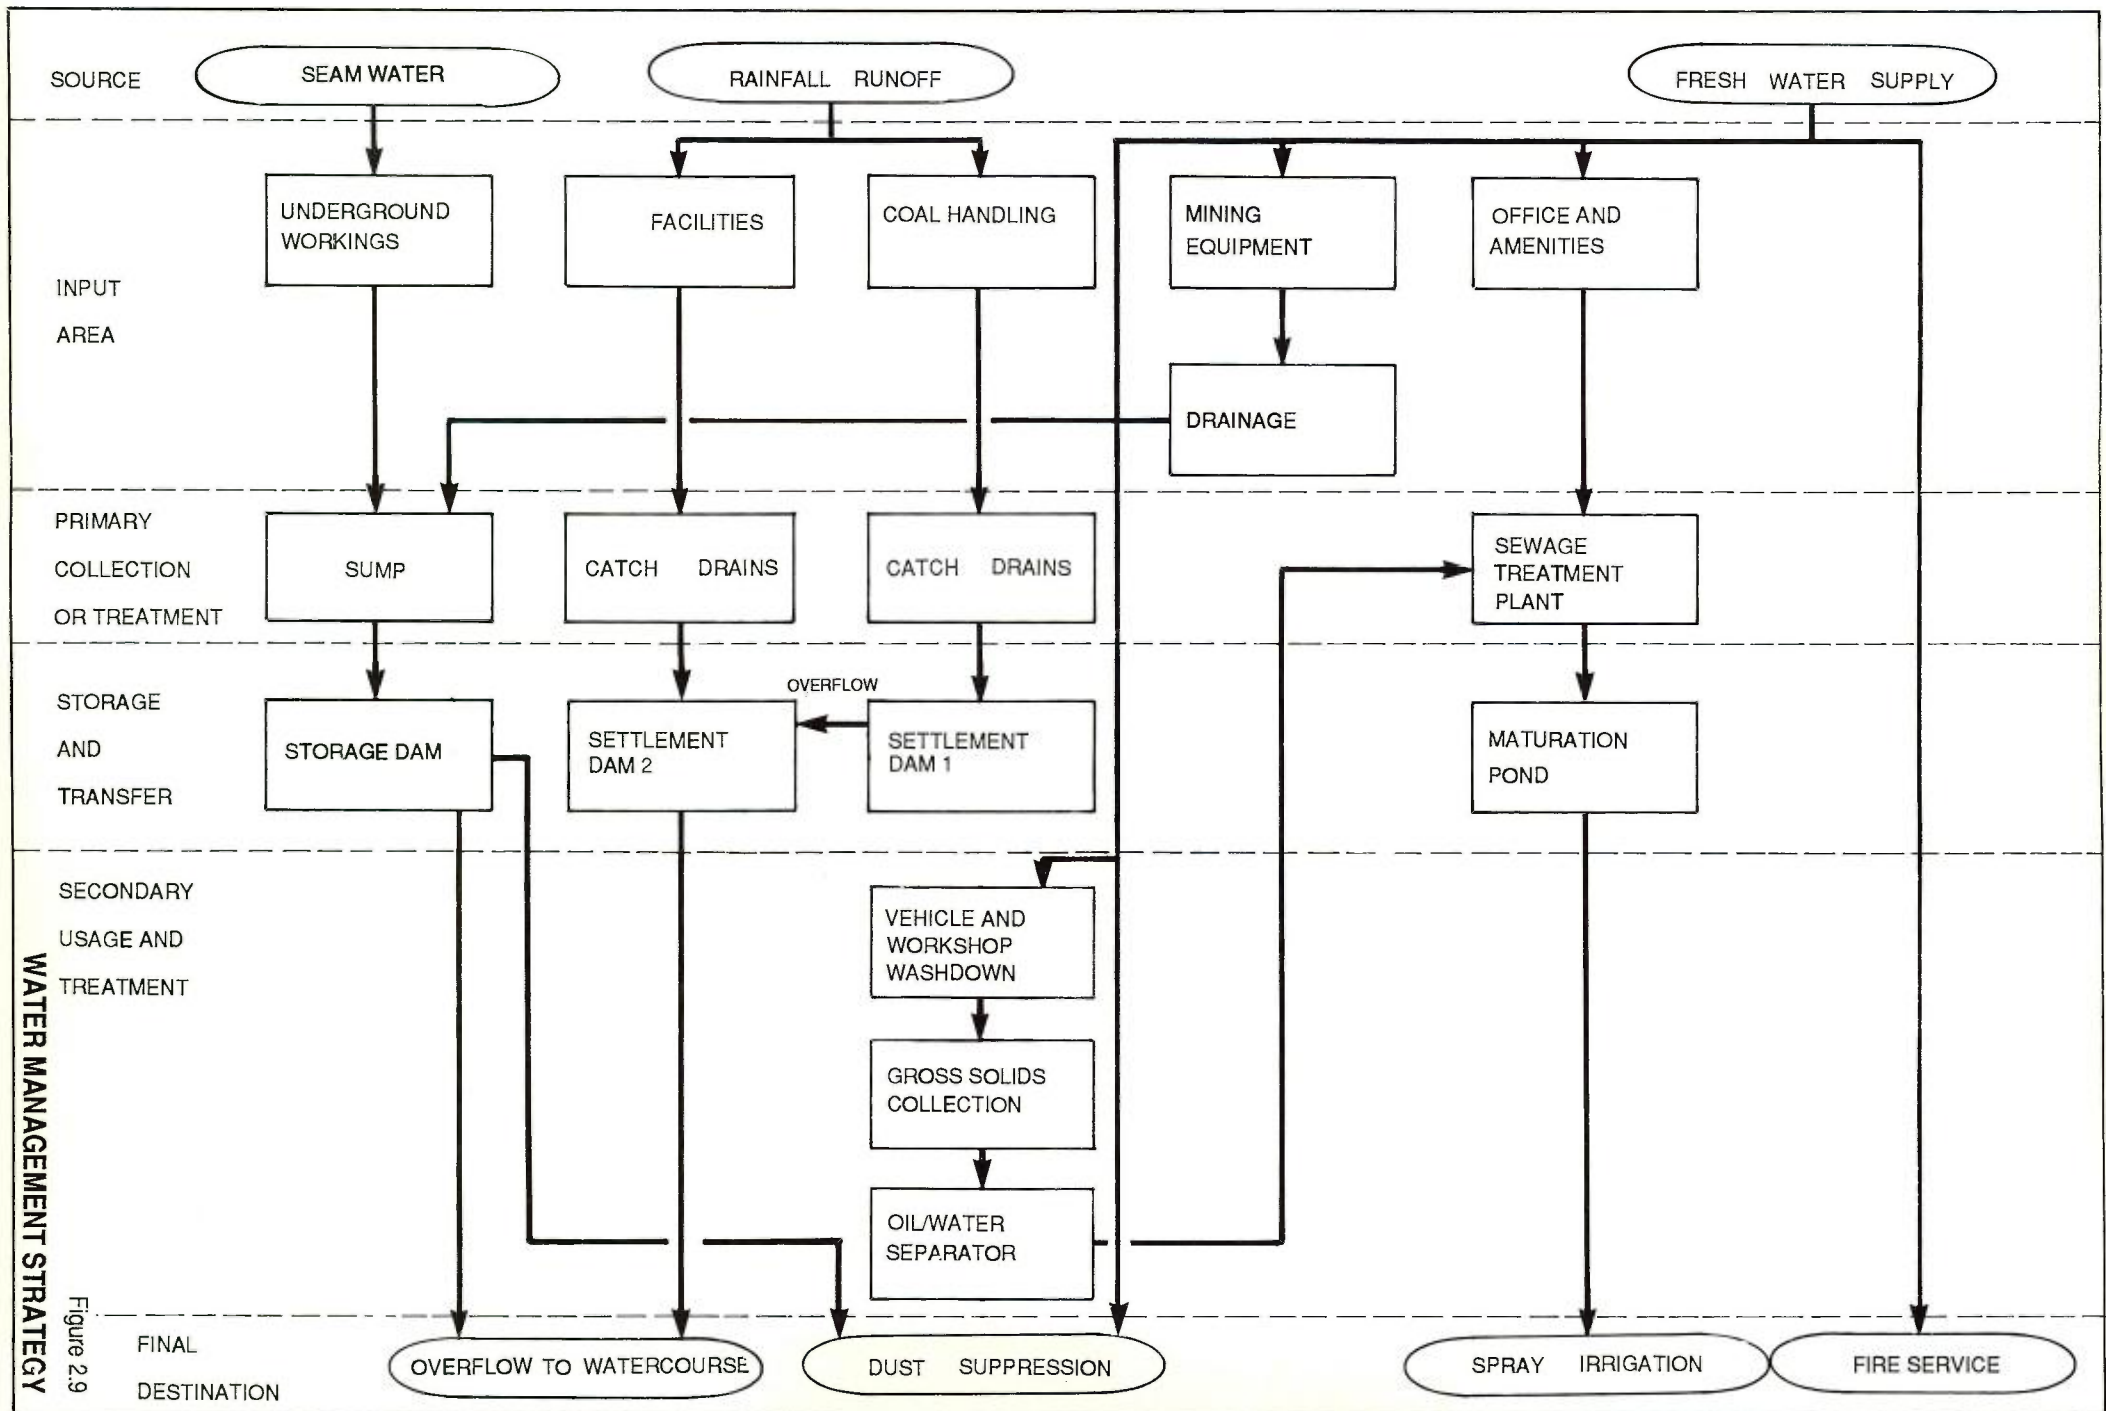 SOURCE
SEAM WATER
RAINFALL RUNOFF
FRESH WATER SUPPLY
INPUT
AREA
UNDERGROUND
WORKINGS
FACILITIES
COAL HANDLING
MINING
EQUIPMENT
OFFICE AND
AMENITIES
DRAINAGE
PRIMARY
COLLECTION
OR TREATMENT
SUMP
CATCH DRAINS
CATCH DRAINS
SEWAGE
TREATMENT
PLANT
STORAGE
AND
TRANSFER
STORAGE DAM
SETTLEMENT
DAM 2
OVERFLOW
SETTLEMENT
DAM 1
MATURATION
POND
SECONDARY
USAGE AND
TREATMENT
VEHICLE AND
WORKSHOP
WASHDOWN
GROSS SOLIDS
COLLECTION
OIL/WATER
SEPARATOR
FINAL
DESTINATION
OVERFLOW TO WATERCOURSE
DUST SUPPRESSION
SPRAY IRRIGATION
FIRE SERVICE
Figure 2.9
WATER MANAGEMENT STRATEGY